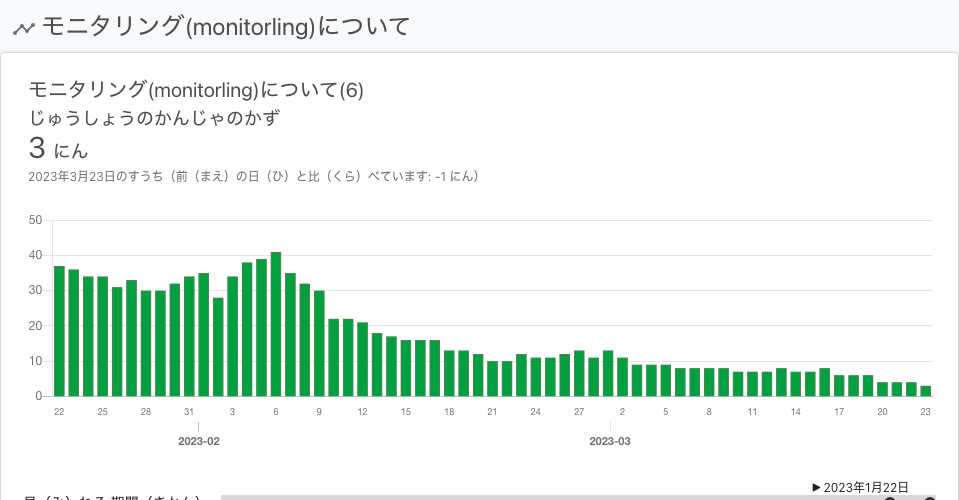 モニタリング(monitorling)について
モニタリング(monitorling)について(6)
じゅうしょうのかんじゃのかず
3 にん
2023年3月23日のすうち（前（まえ）の日（ひ）と比（くら）べています: -1 にん）
50
40
30
20
10
0
22 25 28 31 3 6 9 12 15 18 21 24 27 2 5 8 11 14 17 20 23
2023-02 2023-03
▶ 2023年1月22日